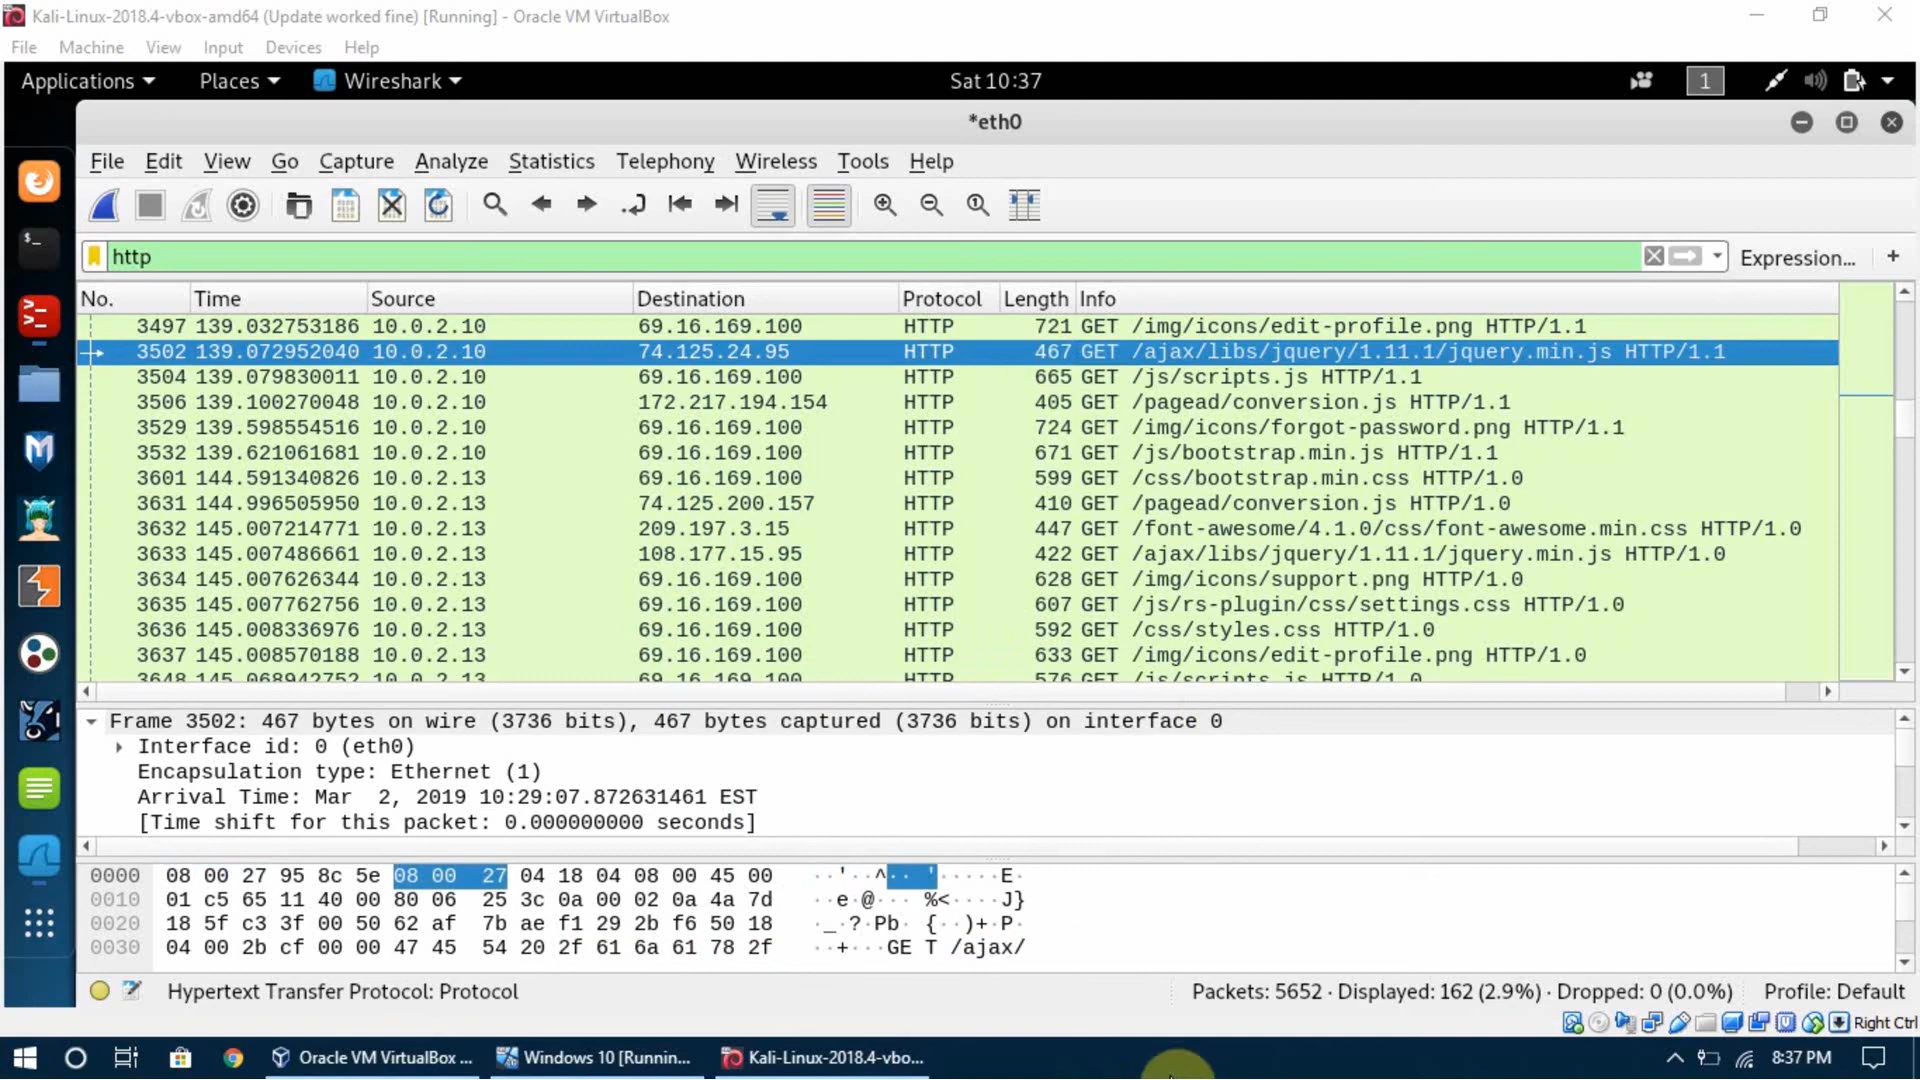 Kali-Linux-2018.4-vbox-amd64 (Update worked fine) [Running] - Oracle VM VirtualBox
File Machine View Input Devices Help
Applications Places Wireshark Sat 10:37 1
*eth0
File Edit View Go Capture Analyze Statistics Telephony Wireless Tools Help
http Expression... +
No. Time Source Destination Protocol Length Info
3497 139.032753186 10.0.2.10 69.16.169.100 HTTP 721 GET /img/icons/edit-profile.png HTTP/1.1
3502 139.072952040 10.0.2.10 74.125.24.95 HTTP 467 GET /ajax/libs/jquery/1.11.1/jquery.min.js HTTP/1.1
3504 139.079830011 10.0.2.10 69.16.169.100 HTTP 665 GET /js/scripts.js HTTP/1.1
3506 139.100270048 10.0.2.10 172.217.194.154 HTTP 405 GET /pagead/conversion.js HTTP/1.1
3529 139.598554516 10.0.2.10 69.16.169.100 HTTP 724 GET /img/icons/forgot-password.png HTTP/1.1
3532 139.621061681 10.0.2.10 69.16.169.100 HTTP 671 GET /js/bootstrap.min.js HTTP/1.1
3601 144.591340826 10.0.2.13 69.16.169.100 HTTP 599 GET /css/bootstrap.min.css HTTP/1.0
3631 144.996505950 10.0.2.13 74.125.200.157 HTTP 410 GET /pagead/conversion.js HTTP/1.0
3632 145.007214771 10.0.2.13 209.197.3.15 HTTP 447 GET /font-awesome/4.1.0/css/font-awesome.min.css HTTP/1.0
3633 145.007486661 10.0.2.13 108.177.15.95 HTTP 422 GET /ajax/libs/jquery/1.11.1/jquery.min.js HTTP/1.0
3634 145.007626344 10.0.2.13 69.16.169.100 HTTP 628 GET /img/icons/support.png HTTP/1.0
3635 145.007762756 10.0.2.13 69.16.169.100 HTTP 607 GET /js/rs-plugin/css/settings.css HTTP/1.0
3636 145.008336976 10.0.2.13 69.16.169.100 HTTP 592 GET /css/styles.css HTTP/1.0
3637 145.008570188 10.0.2.13 69.16.169.100 HTTP 633 GET /img/icons/edit-profile.png HTTP/1.0
3648 145.068942752 10.0.2.13 69.16.169.100 HTTP 576 GET /js/scripts.js HTTP/1.0
Frame 3502: 467 bytes on wire (3736 bits), 467 bytes captured (3736 bits) on interface 0
Interface id: 0 (eth0)
Encapsulation type: Ethernet (1)
Arrival Time: Mar  2, 2019 10:29:07.872631461 EST
[Time shift for this packet: 0.000000000 seconds]
0000 08 00 27 95 8c 5e 08 00 27 04 18 04 08 00 45 00 ··'··^·· '·····E·
0010 01 c5 65 11 40 00 80 06 25 3c 0a 00 02 0a 4a 7d ··e·@··· %<····J}
0020 18 5f c3 3f 00 50 62 af 7b ae f1 29 2b f6 50 18 ·_·?·Pb· {··)+·P·
0030 04 00 2b cf 00 00 47 45 54 20 2f 61 6a 61 78 2f ··+···GE T /ajax/
Hypertext Transfer Protocol: Protocol Packets: 5652 · Displayed: 162 (2.9%) · Dropped: 0 (0.0%) Profile: Default
Right Ctrl
Oracle VM VirtualBox ... Windows 10 [Runnin... Kali-Linux-2018.4-vbo... 8:37 PM